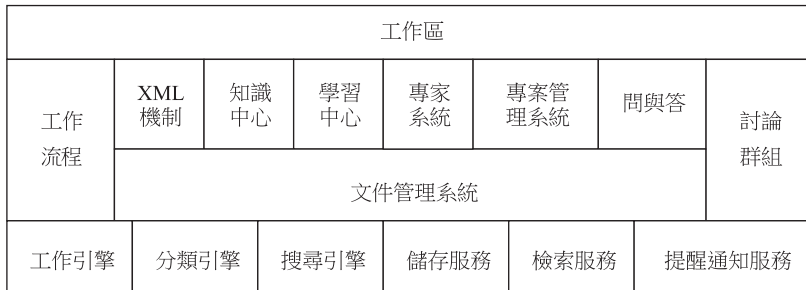 工作區
工作
流程
XML
機制
知識
中心
學習
中心
專家
系統
專案管
理系統
問與答
討論
群組
文件管理系統
工作引擎
分類引擎
搜尋引擎
儲存服務
檢索服務
提醒通知服務